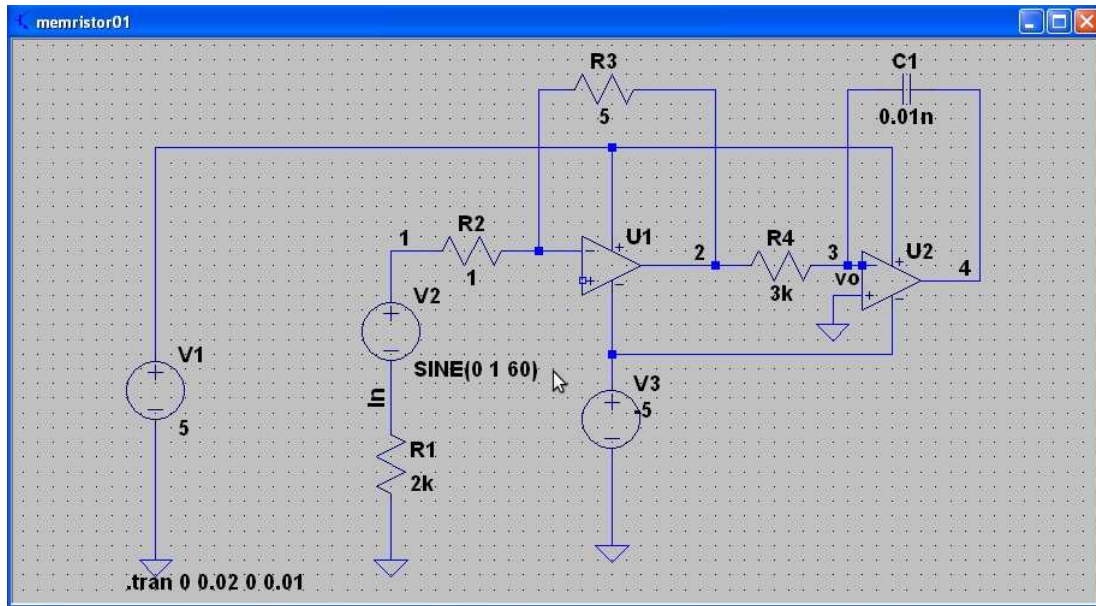 memristor01
R3
5
C1
0.01n
R2
1
1
U1
2
R4
3k
3
vo
U2
4
V2
SINE(0 1 60)
V1
5
In
R1
2k
V3
-5
.tran 0 0.02 0 0.01